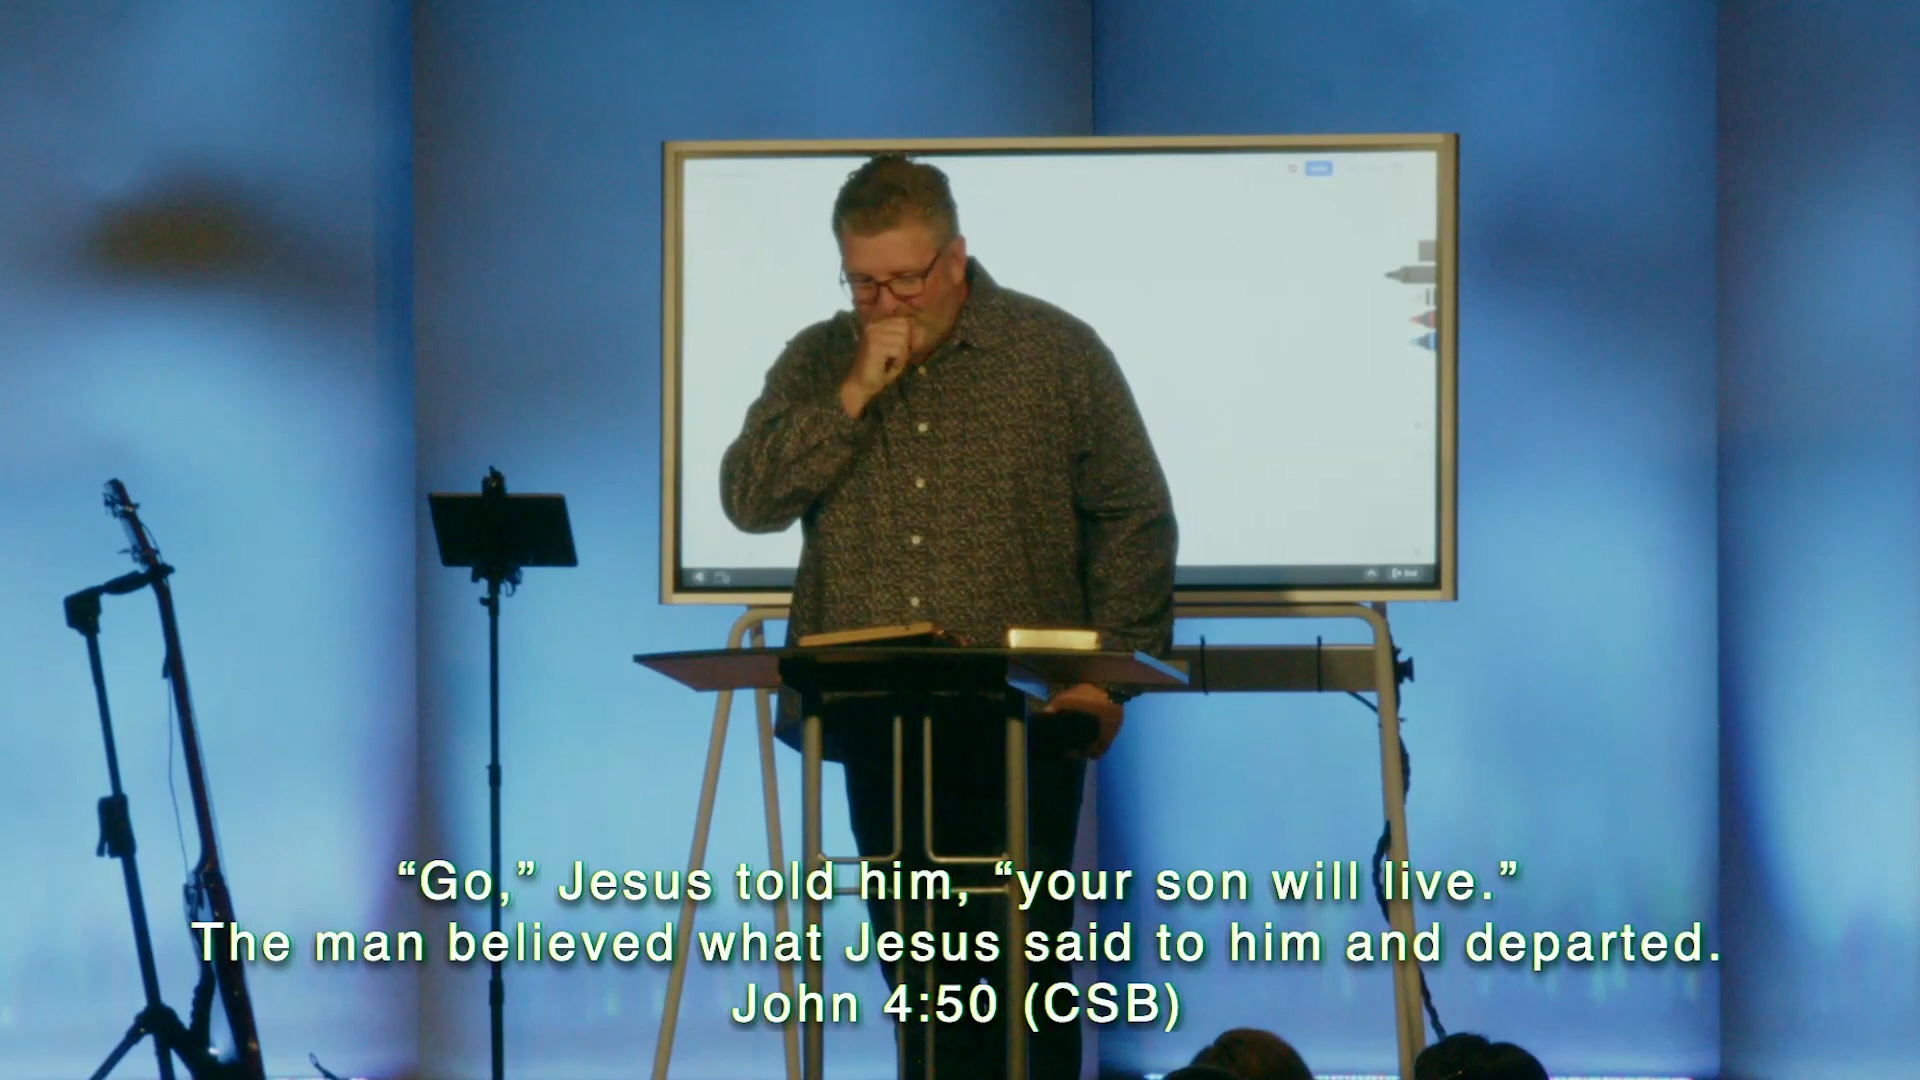 “Go,” Jesus told him, “your son will live.”
The man believed what Jesus said to him and departed.
John 4:50 (CSB)